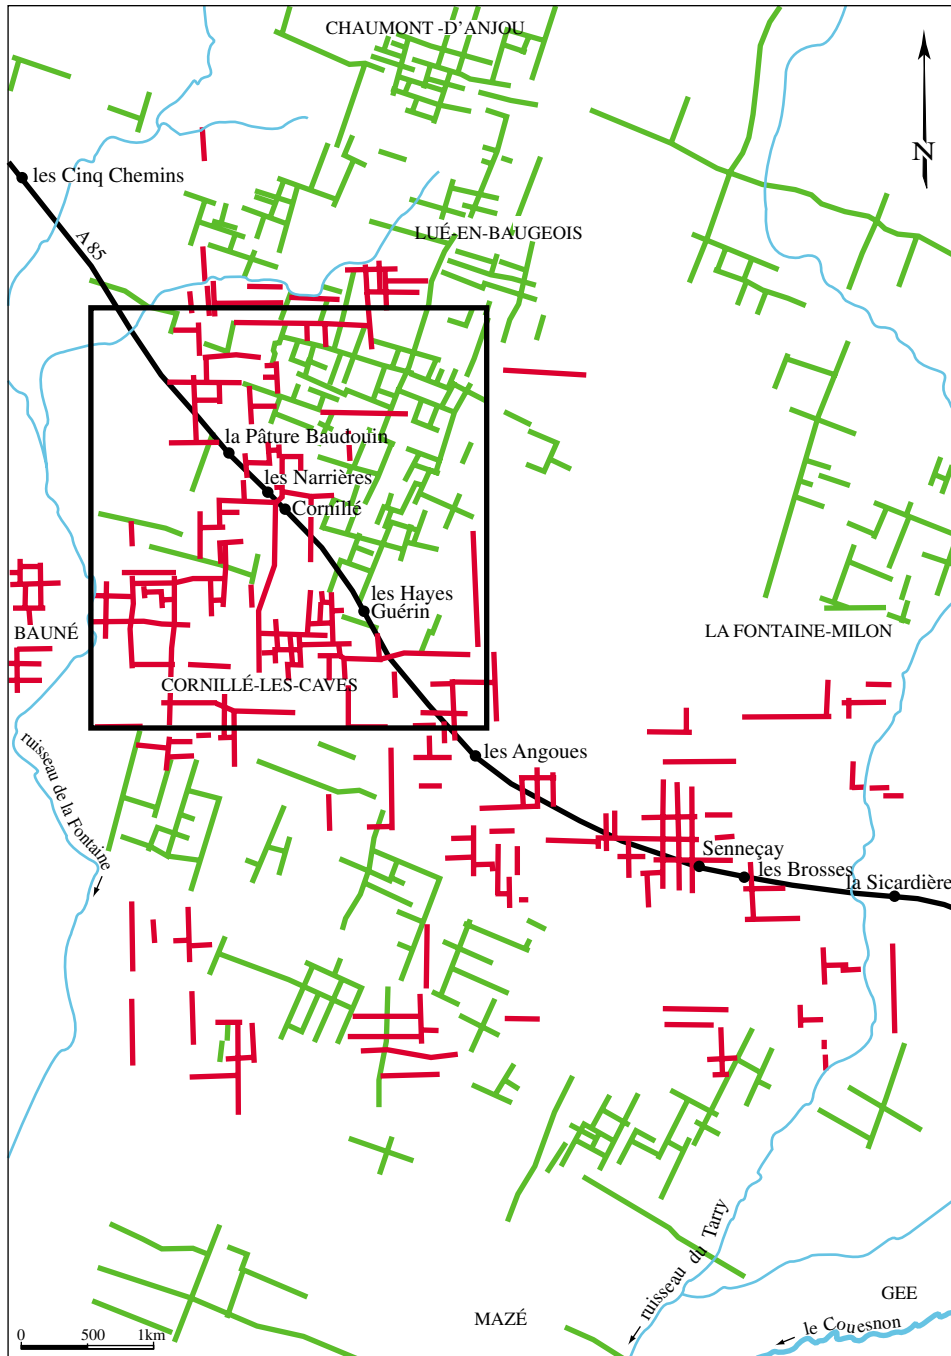 CHAUMONT -D'ANJOU
N
les Cinq Chemins
A 85
LUÉ-EN-BAUGEOIS
la Pâture Baudouin
les Narrières
Cornillé
les Hayes
Guérin
BAUNÉ
LA FONTAINE-MILON
CORNILLÉ-LES-CAVES
ruisseau de la Fontaine
les Angoues
Senneçay
les Brosses
la Sicardière
ruisseau du Tarry
GEE
MAZÉ
le Couesnon
0 500 1km